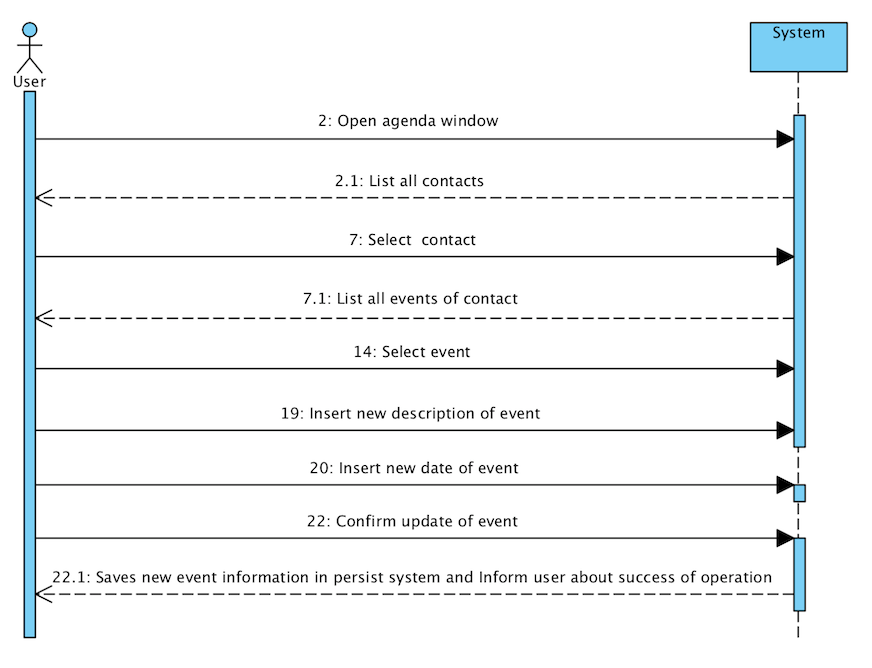 User
System
2: Open agenda window
2.1: List all contacts
7: Select  contact
7.1: List all events of contact
14: Select event
19: Insert new description of event
20: Insert new date of event
22: Confirm update of event
22.1: Saves new event information in persist system and Inform user about success of operation